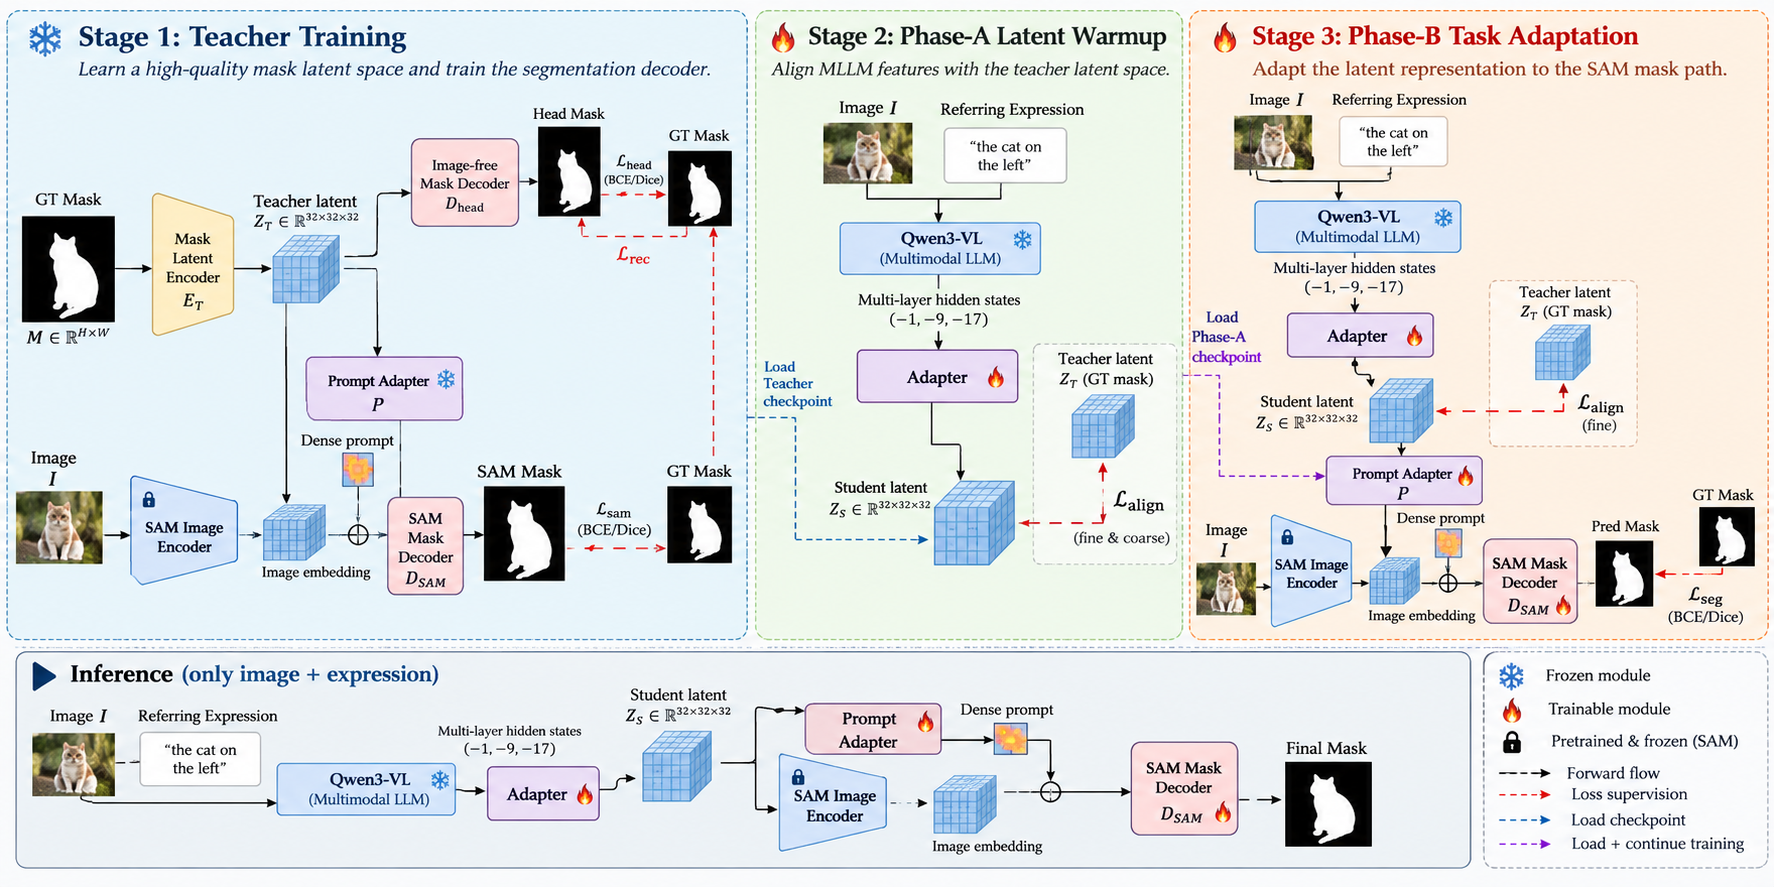 Stage 1: Teacher Training
Learn a high-quality mask latent space and train the segmentation decoder.
GT Mask
M ∈ ℝ^{H×W}
Mask
Latent
Encoder
E_T
Teacher latent
Z_T ∈ ℝ^{32×32×32}
Image-free
Mask Decoder
D_head
Head Mask
ℒ_head
(BCE/Dice)
GT Mask
ℒ_rec
Prompt Adapter
P
Dense prompt
Image
I
SAM Image
Encoder
Image embedding
SAM
Mask
Decoder
D_SAM
SAM Mask
ℒ_sam
(BCE/Dice)
GT Mask
Load
Teacher
checkpoint
Stage 2: Phase-A Latent Warmup
Align MLLM features with the teacher latent space.
Image I
Referring Expression
“the cat on
the left”
Qwen3-VL
(Multimodal LLM)
Multi-layer hidden states
(−1, −9, −17)
Adapter
Teacher latent
Z_T (GT mask)
Student latent
Z_S ∈ ℝ^{32×32×32}
ℒ_align
(fine & coarse)
Load
Phase-A
checkpoint
Stage 3: Phase-B Task Adaptation
Adapt the latent representation to the SAM mask path.
Image I
Referring Expression
“the cat on
the left”
Qwen3-VL
(Multimodal LLM)
Multi-layer hidden states
(−1, −9, −17)
Adapter
Teacher latent
Z_T (GT mask)
Student latent
Z_S ∈ ℝ^{32×32×32}
ℒ_align
(fine)
Prompt Adapter
P
Dense prompt
Image
I
SAM Image
Encoder
Image embedding
SAM Mask
Decoder
D_SAM
Pred Mask
GT Mask
ℒ_seg
(BCE/Dice)
Inference (only image + expression)
Image I
Referring Expression
“the cat on
the left”
Qwen3-VL
(Multimodal LLM)
Multi-layer hidden states
(−1, −9, −17)
Adapter
Student latent
Z_S ∈ ℝ^{32×32×32}
Prompt
Adapter
Dense prompt
SAM Image
Encoder
Image embedding
SAM Mask
Decoder
D_SAM
Final Mask
Frozen module
Trainable module
Pretrained & frozen (SAM)
Forward flow
Loss supervision
Load checkpoint
Load + continue training